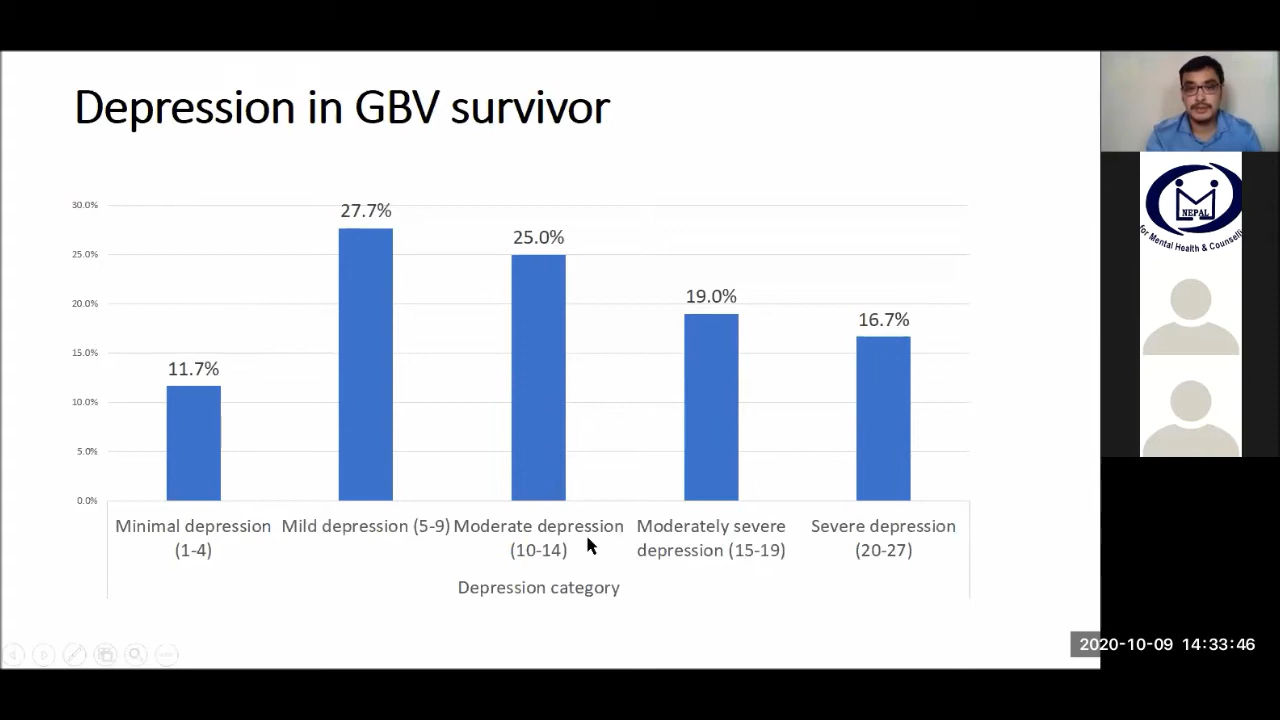 Depression in GBV survivor
30.0%
25.0%
20.0%
15.0%
10.0%
5.0%
0.0%
11.7%
27.7%
25.0%
19.0%
16.7%
Minimal depression
(1-4)
Mild depression (5-9)
Moderate depression
(10-14)
Moderately severe
depression (15-19)
Severe depression
(20-27)
Depression category
NEPAL
for Mental Health & Counselli
2020-10-09 14:33:46